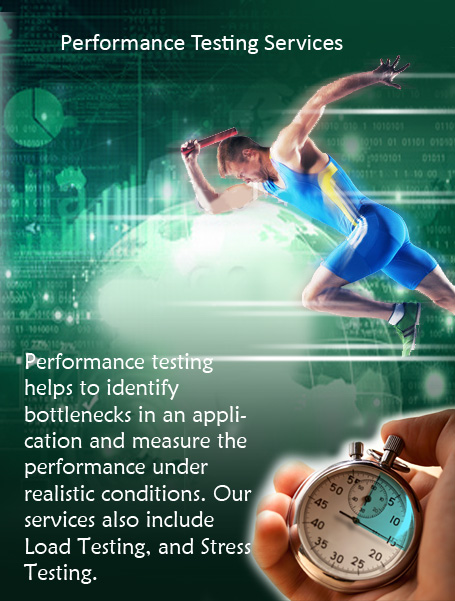 Performance Testing Services
Performance testing
helps to identify
bottlenecks in an appli-
cation and measure the
performance under
realistic conditions. Our
services also include
Load Testing, and Stress
Testing.